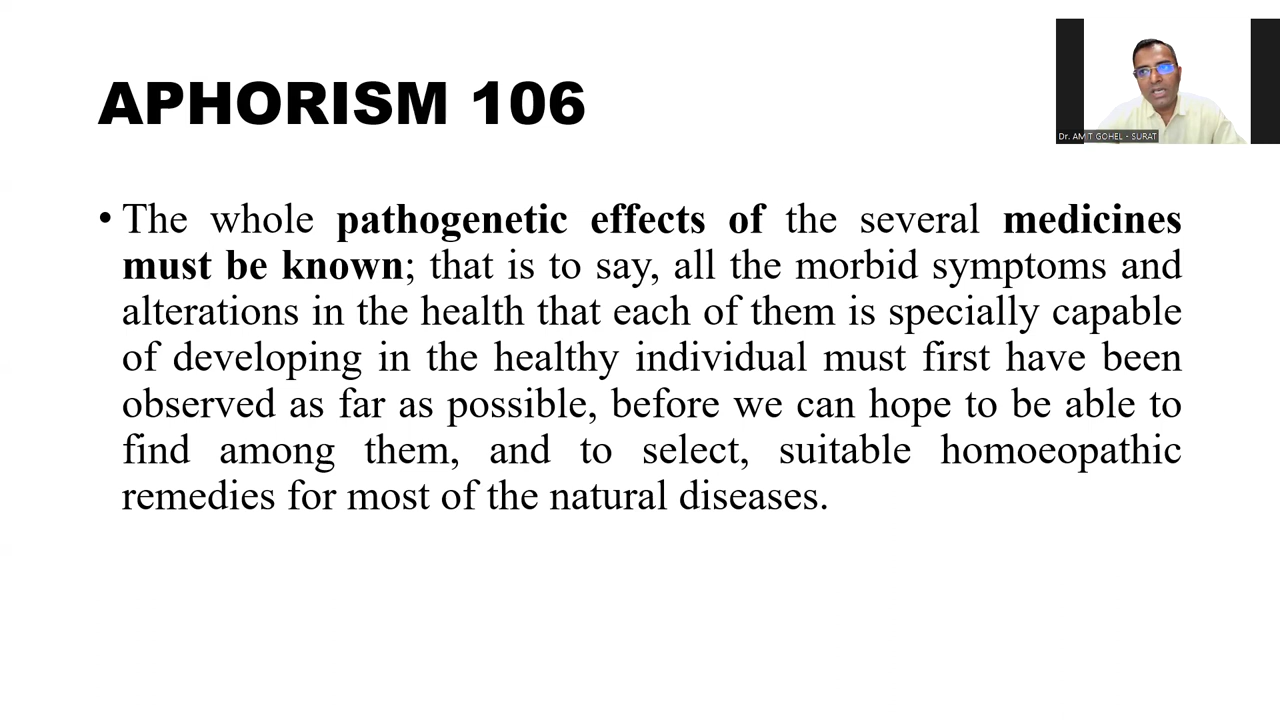 APHORISM 106
Dr. AMIT GOHEL - SURAT
• The whole pathogenetic effects of the several medicines
must be known; that is to say, all the morbid symptoms and
alterations in the health that each of them is specially capable
of developing in the healthy individual must first have been
observed as far as possible, before we can hope to be able to
find among them, and to select, suitable homoeopathic
remedies for most of the natural diseases.